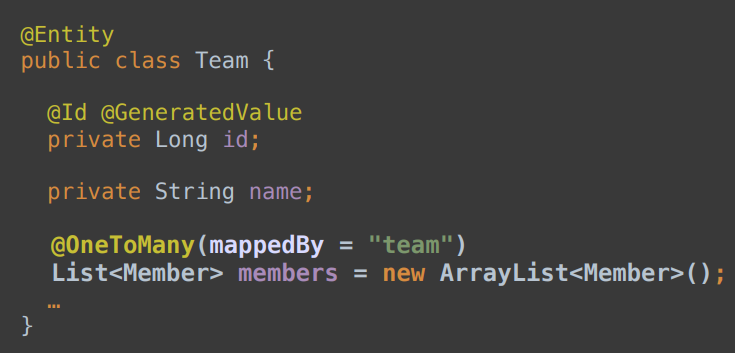 @Entity
public class Team {
@Id @GeneratedValue
private Long id;
private String name;
@OneToMany(mappedBy = "team")
List<Member> members = new ArrayList<Member>();
…
}